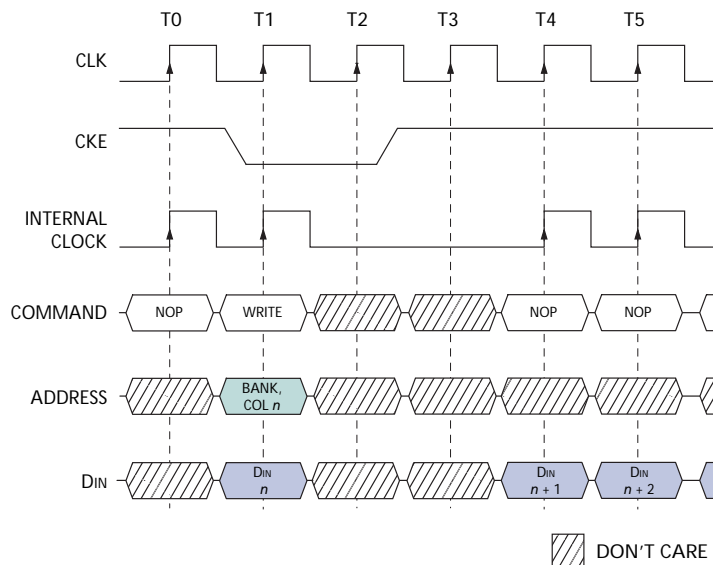 T0 T1 T2 T3 T4 T5
CLK
CKE
INTERNAL
CLOCK
COMMAND NOP WRITE NOP NOP
ADDRESS BANK,
COL n
DIN DIN DIN DIN
n n + 1 n + 2
DON'T CARE